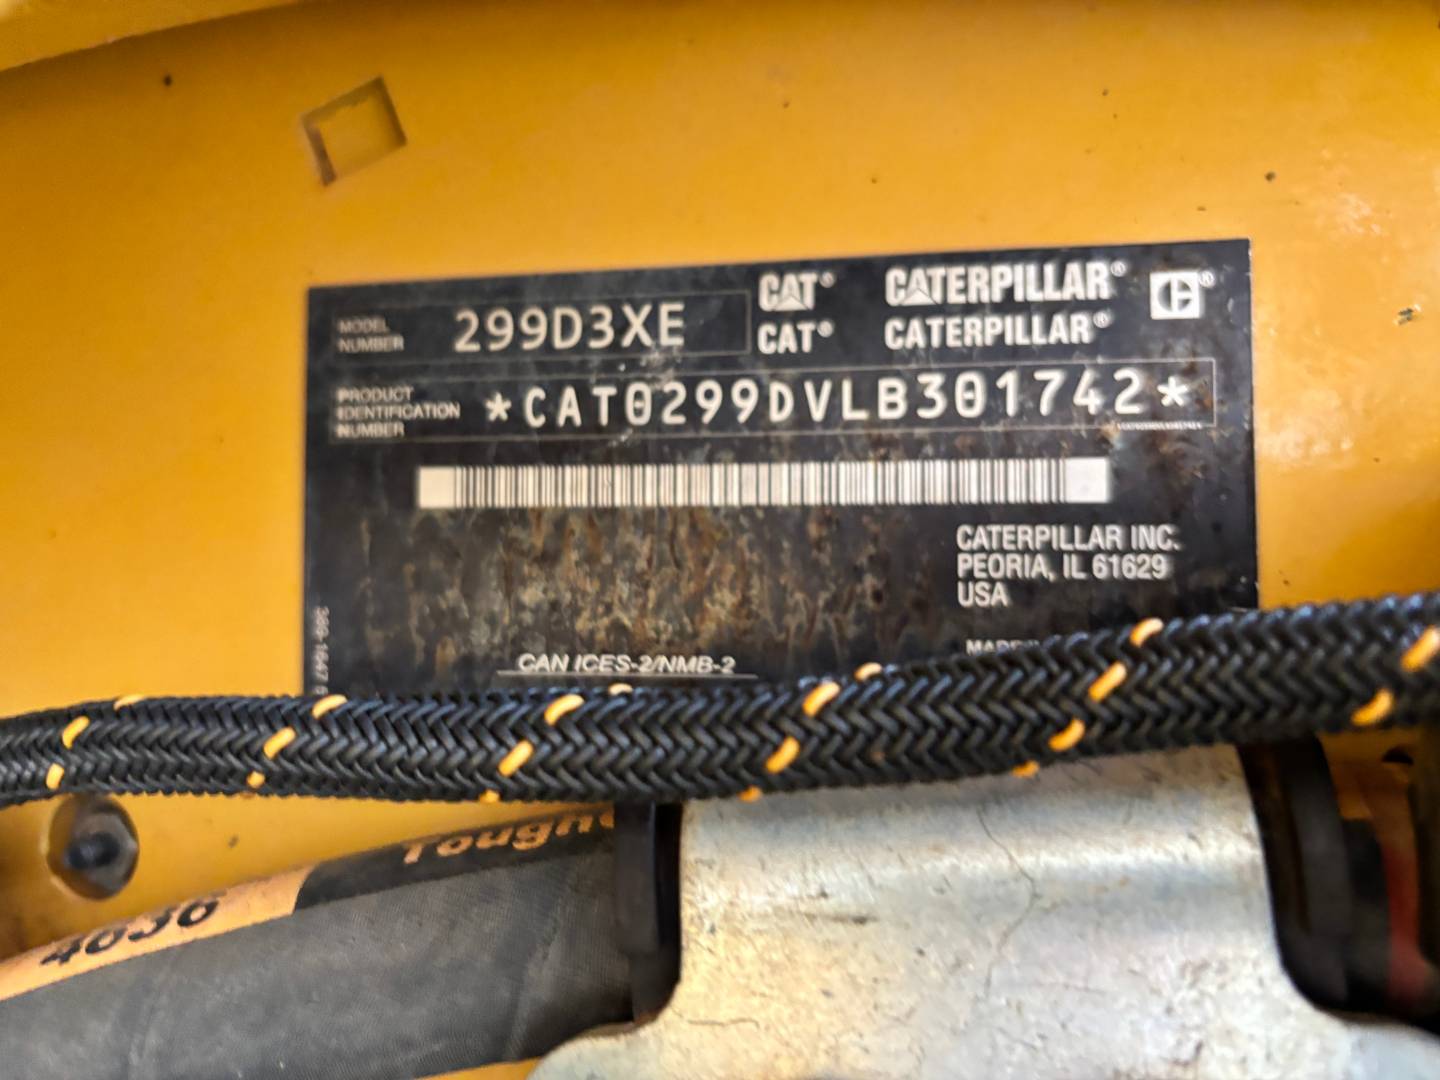 MODEL NUMBER 299D3XE
CAT® CATERPILLAR®
CAT® CATERPILLAR®
PRODUCT IDENTIFICATION NUMBER *CAT0299DVLB301742*
CATERPILLAR INC.
PEORIA, IL 61629
USA
CAN ICES-2/NMB-2
4636